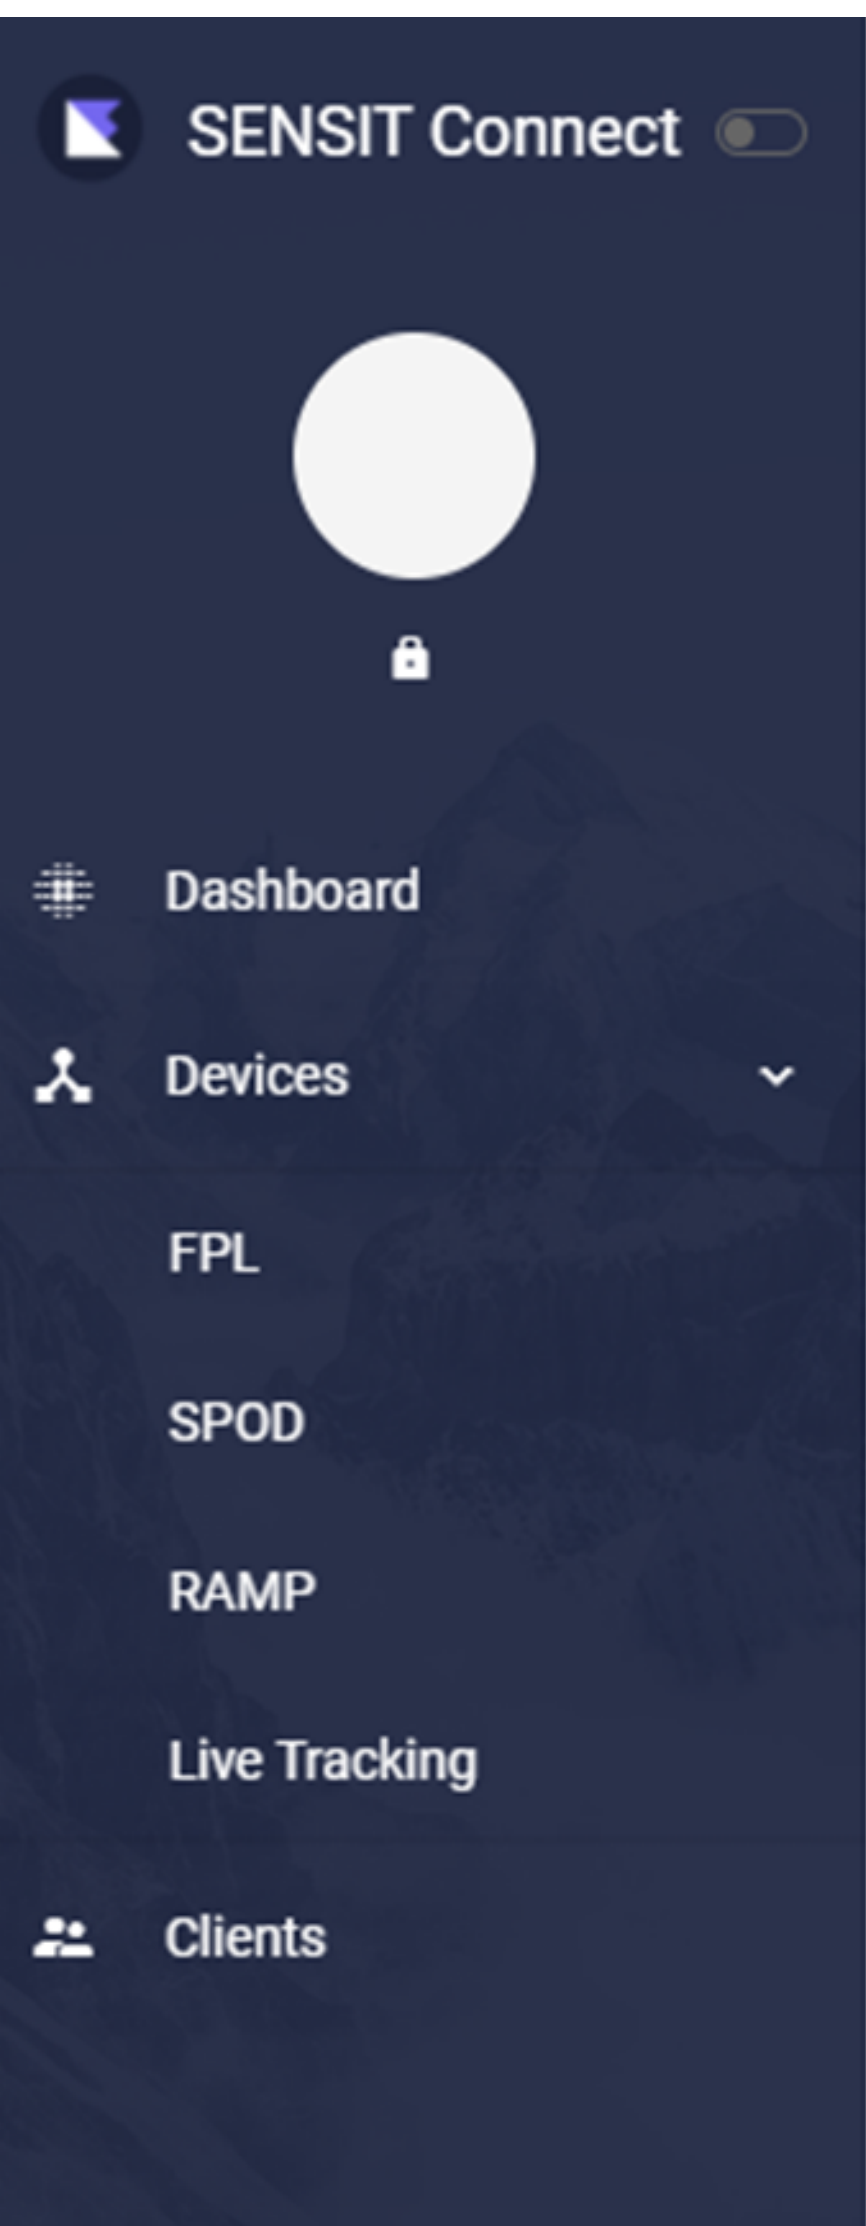 SENSIT Connect
Dashboard
Devices
FPL
SPOD
RAMP
Live Tracking
Clients